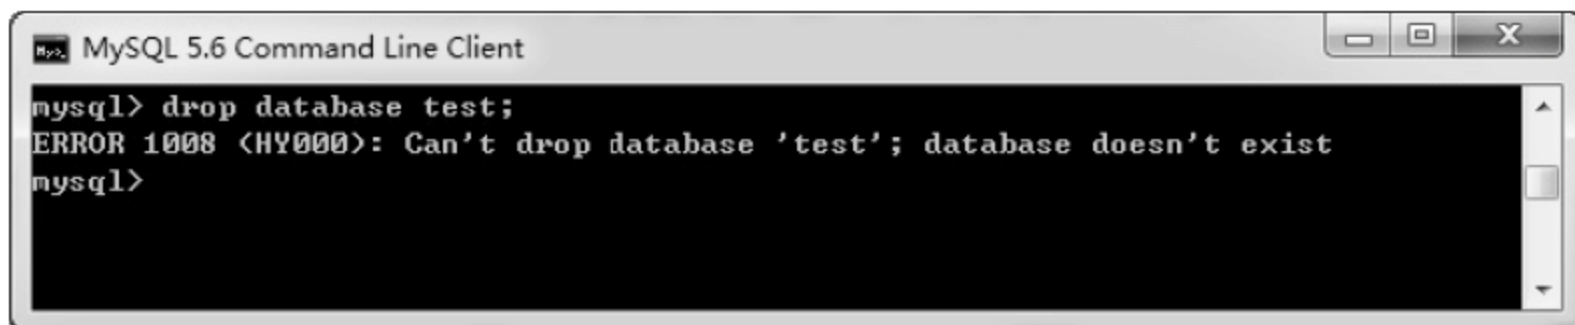 MySQL 5.6 Command Line Client
mysql> drop database test;
ERROR 1008 (HY000): Can't drop database 'test'; database doesn't exist
mysql>